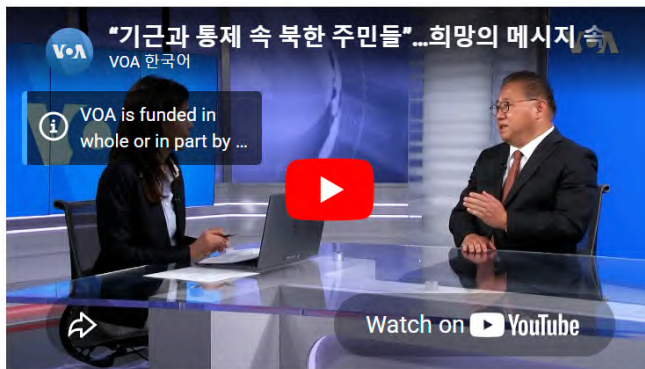 VOA
"기근과 통제 속 북한 주민들"...희망의 메시지 속
VOA 한국어
VOA is funded in
whole or in part by ...
Watch on YouTube